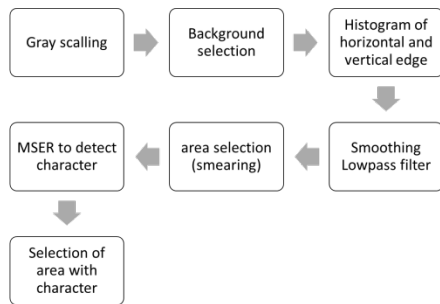 Gray scalling
Background
selection
Histogram of
horizontal and
vertical edge
Smoothing
Lowpass filter
area selection
(smearing)
MSER to detect
character
Selection of
area with
character